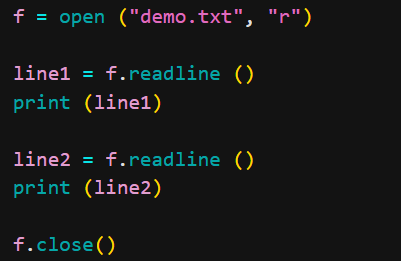 f = open ("demo.txt", "r")
line1 = f.readline ()
print (line1)
line2 = f.readline ()
print (line2)
f.close()